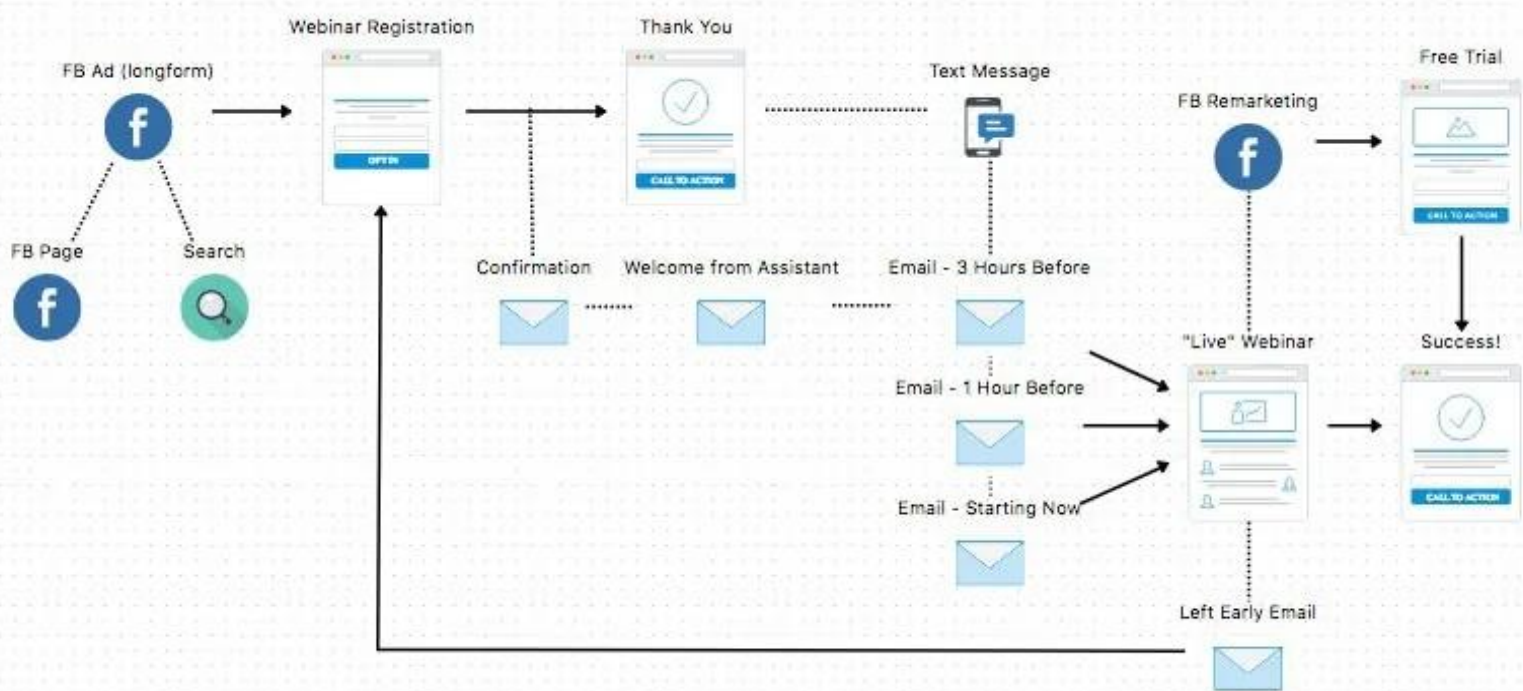 Webinar Registration
Thank You
Free Trial
FB Ad (longform)
Text Message
FB Remarketing
OPT IN
CALL TO ACTION
CALL TO ACTION
FB Page
Search
Confirmation
Welcome from Assistant
Email - 3 Hours Before
"Live" Webinar
Success!
Email - 1 Hour Before
CALL TO ACTION
Email - Starting Now
Left Early Email